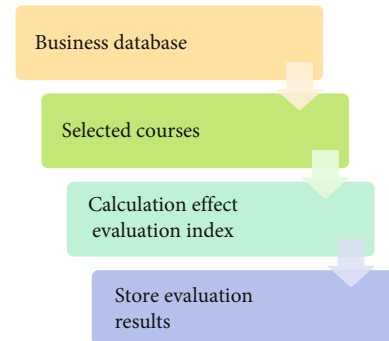 Business database
Selected courses
Calculation effect
evaluation index
Store evaluation
results